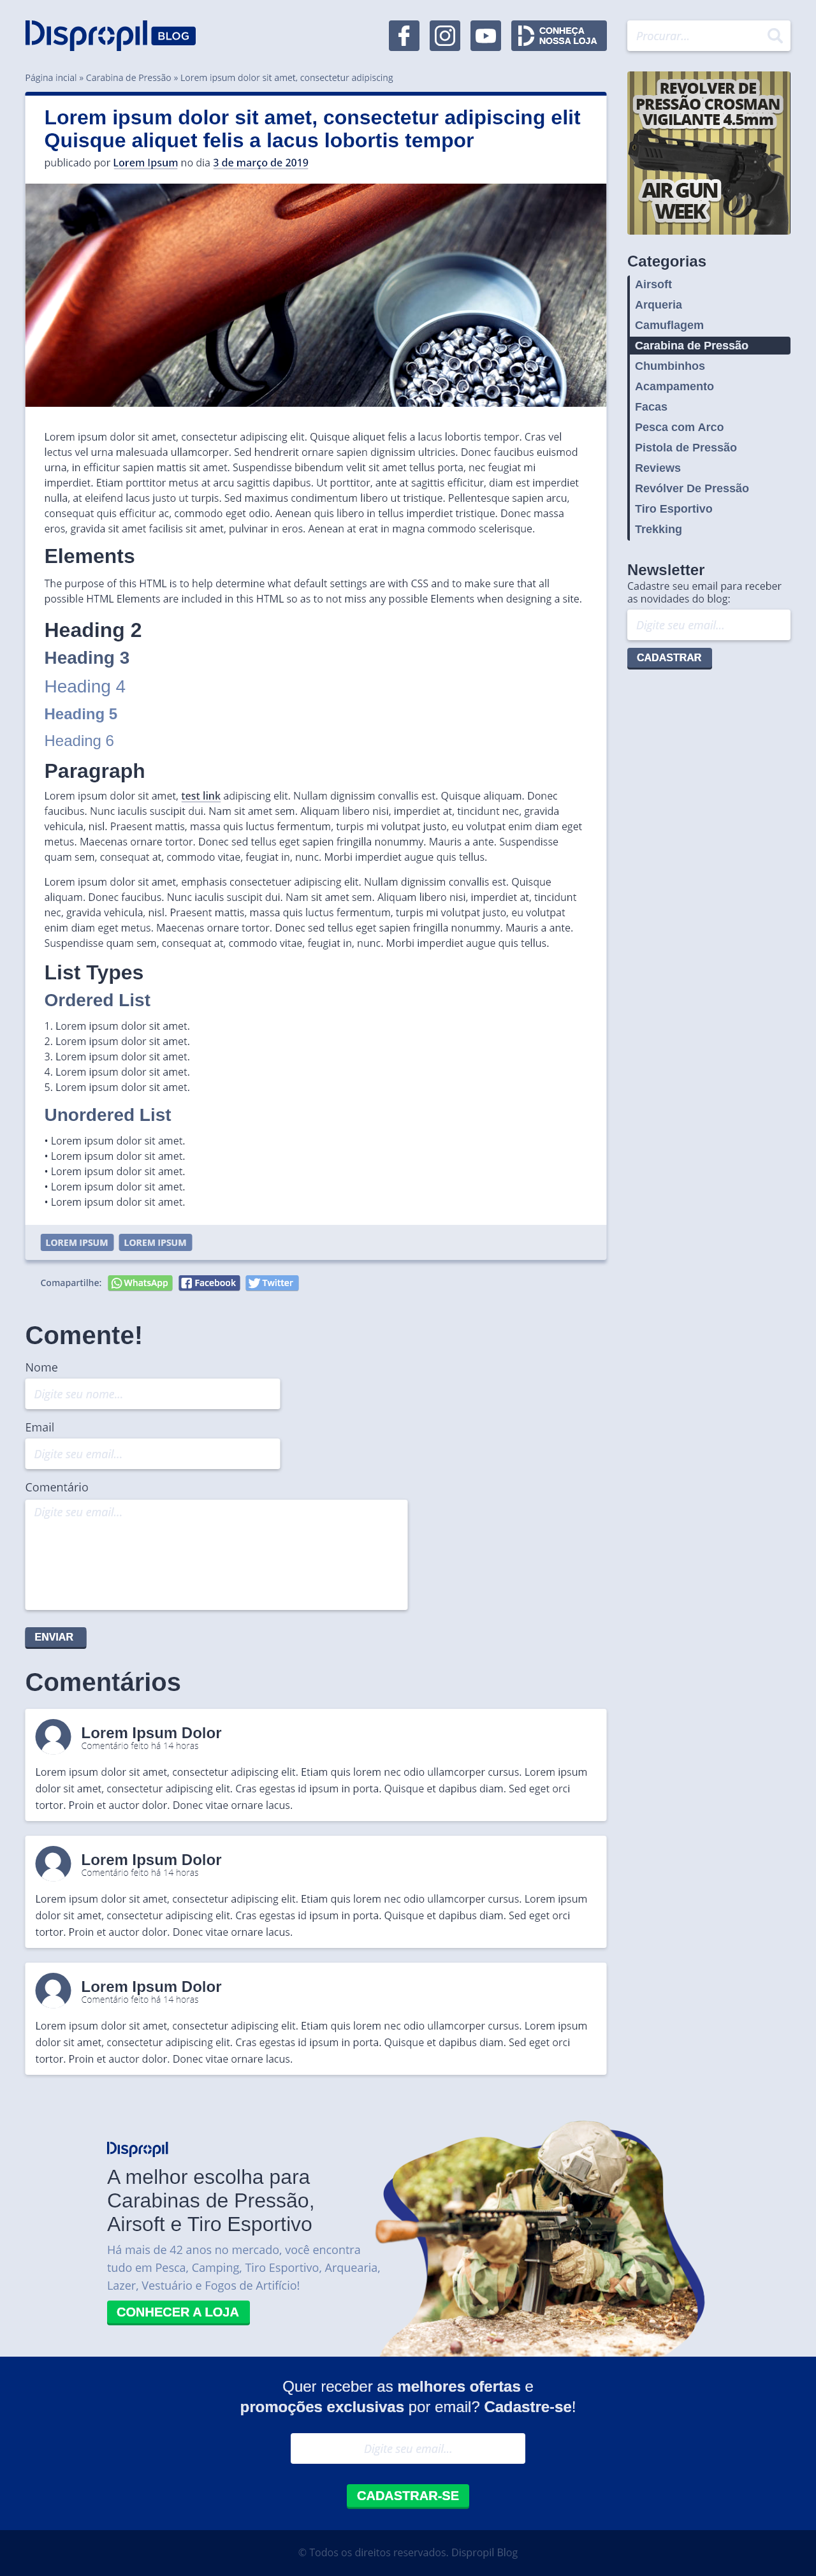 Dispropil BLOG
CONHEÇA
NOSSA LOJA
Procurar...
Página incial » Carabina de Pressão » Lorem ipsum dolor sit amet, consectetur adipiscing
Lorem ipsum dolor sit amet, consectetur adipiscing elit
Quisque aliquet felis a lacus lobortis tempor
publicado por Lorem Ipsum no dia 3 de março de 2019
Lorem ipsum dolor sit amet, consectetur adipiscing elit. Quisque aliquet felis a lacus lobortis tempor. Cras vel
lectus vel urna malesuada ullamcorper. Sed hendrerit ornare sapien dignissim ultricies. Donec faucibus euismod
urna, in efficitur sapien mattis sit amet. Suspendisse bibendum velit sit amet tellus porta, nec feugiat mi
imperdiet. Etiam porttitor metus at arcu sagittis dapibus. Ut porttitor, ante at sagittis efficitur, diam est imperdiet
nulla, at eleifend lacus justo ut turpis. Sed maximus condimentum libero ut tristique. Pellentesque sapien arcu,
consequat quis efficitur ac, commodo eget odio. Aenean quis libero in tellus imperdiet tristique. Donec massa
eros, gravida sit amet facilisis sit amet, pulvinar in eros. Aenean at erat in magna commodo scelerisque.
Elements
The purpose of this HTML is to help determine what default settings are with CSS and to make sure that all
possible HTML Elements are included in this HTML so as to not miss any possible Elements when designing a site.
Heading 2
Heading 3
Heading 4
Heading 5
Heading 6
Paragraph
Lorem ipsum dolor sit amet, test link adipiscing elit. Nullam dignissim convallis est. Quisque aliquam. Donec
faucibus. Nunc iaculis suscipit dui. Nam sit amet sem. Aliquam libero nisi, imperdiet at, tincidunt nec, gravida
vehicula, nisl. Praesent mattis, massa quis luctus fermentum, turpis mi volutpat justo, eu volutpat enim diam eget
metus. Maecenas ornare tortor. Donec sed tellus eget sapien fringilla nonummy. Mauris a ante. Suspendisse
quam sem, consequat at, commodo vitae, feugiat in, nunc. Morbi imperdiet augue quis tellus.
Lorem ipsum dolor sit amet, emphasis consectetuer adipiscing elit. Nullam dignissim convallis est. Quisque
aliquam. Donec faucibus. Nunc iaculis suscipit dui. Nam sit amet sem. Aliquam libero nisi, imperdiet at, tincidunt
nec, gravida vehicula, nisl. Praesent mattis, massa quis luctus fermentum, turpis mi volutpat justo, eu volutpat
enim diam eget metus. Maecenas ornare tortor. Donec sed tellus eget sapien fringilla nonummy. Mauris a ante.
Suspendisse quam sem, consequat at, commodo vitae, feugiat in, nunc. Morbi imperdiet augue quis tellus.
List Types
Ordered List
1. Lorem ipsum dolor sit amet.
2. Lorem ipsum dolor sit amet.
3. Lorem ipsum dolor sit amet.
4. Lorem ipsum dolor sit amet.
5. Lorem ipsum dolor sit amet.
Unordered List
• Lorem ipsum dolor sit amet.
• Lorem ipsum dolor sit amet.
• Lorem ipsum dolor sit amet.
• Lorem ipsum dolor sit amet.
• Lorem ipsum dolor sit amet.
LOREM IPSUM LOREM IPSUM
Comapartilhe: WhatsApp Facebook Twitter
REVOLVER DE
PRESSÃO CROSMAN
VIGILANTE 4.5mm
AIR GUN
WEEK
Categorias
Airsoft
Arqueria
Camuflagem
Carabina de Pressão
Chumbinhos
Acampamento
Facas
Pesca com Arco
Pistola de Pressão
Reviews
Revólver De Pressão
Tiro Esportivo
Trekking
Newsletter
Cadastre seu email para receber
as novidades do blog:
Digite seu email...
CADASTRAR
Comente!
Nome
Digite seu nome...
Email
Digite seu email...
Comentário
Digite seu email...
ENVIAR
Comentários
Lorem Ipsum Dolor
Comentário feito há 14 horas
Lorem ipsum dolor sit amet, consectetur adipiscing elit. Etiam quis lorem nec odio ullamcorper cursus. Lorem ipsum
dolor sit amet, consectetur adipiscing elit. Cras egestas id ipsum in porta. Quisque et dapibus diam. Sed eget orci
tortor. Proin et auctor dolor. Donec vitae ornare lacus.
Lorem Ipsum Dolor
Comentário feito há 14 horas
Lorem ipsum dolor sit amet, consectetur adipiscing elit. Etiam quis lorem nec odio ullamcorper cursus. Lorem ipsum
dolor sit amet, consectetur adipiscing elit. Cras egestas id ipsum in porta. Quisque et dapibus diam. Sed eget orci
tortor. Proin et auctor dolor. Donec vitae ornare lacus.
Lorem Ipsum Dolor
Comentário feito há 14 horas
Lorem ipsum dolor sit amet, consectetur adipiscing elit. Etiam quis lorem nec odio ullamcorper cursus. Lorem ipsum
dolor sit amet, consectetur adipiscing elit. Cras egestas id ipsum in porta. Quisque et dapibus diam. Sed eget orci
tortor. Proin et auctor dolor. Donec vitae ornare lacus.
Dispropil
A melhor escolha para
Carabinas de Pressão,
Airsoft e Tiro Esportivo
Há mais de 42 anos no mercado, você encontra
tudo em Pesca, Camping, Tiro Esportivo, Arquearia,
Lazer, Vestuário e Fogos de Artifício!
CONHECER A LOJA
Quer receber as melhores ofertas e
promoções exclusivas por email? Cadastre-se!
Digite seu email...
CADASTRAR-SE
© Todos os direitos reservados. Dispropil Blog